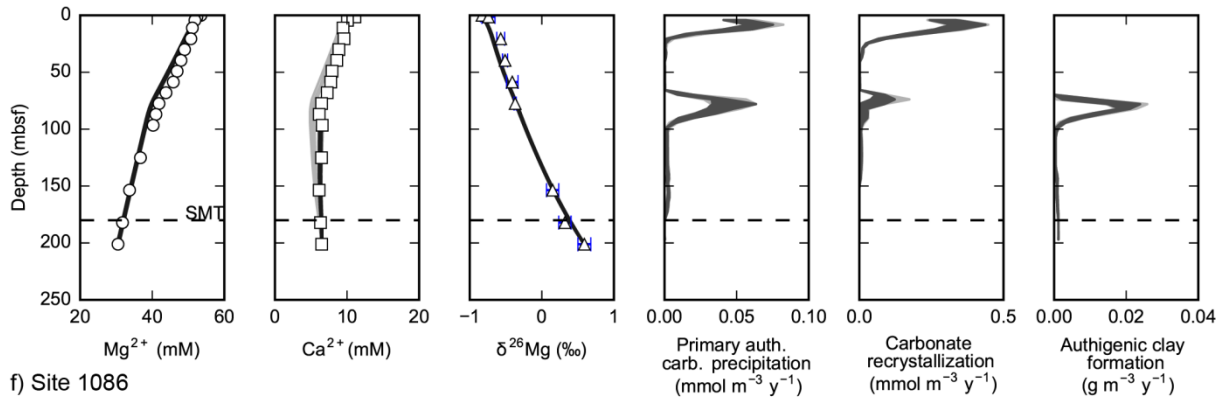 0
50
100
150
200
250
Depth (mbsf)
SMT
20 40 60
Mg²⁺ (mM)
0 10 20
Ca²⁺ (mM)
−1 0 1
δ²⁶Mg (‰)
0.00 0.05 0.10
Primary auth.
carb. precipitation
(mmol m⁻³ y⁻¹)
0.0 0.5
Carbonate
recrystallization
(mmol m⁻³ y⁻¹)
0.00 0.02 0.04
Authigenic clay
formation
(g m⁻³ y⁻¹)
f) Site 1086